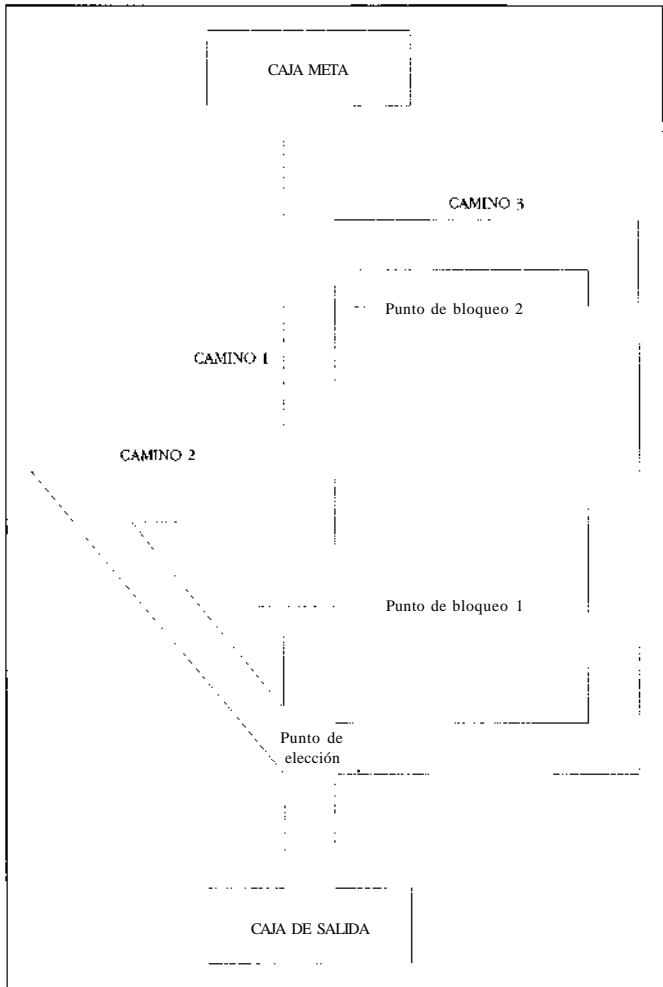 CAJA META
CAMINO 3
Punto de bloqueo 2
CAMINO 1
CAMINO 2
Punto de bloqueo 1
Punto de
elección
CAJA DE SALIDA